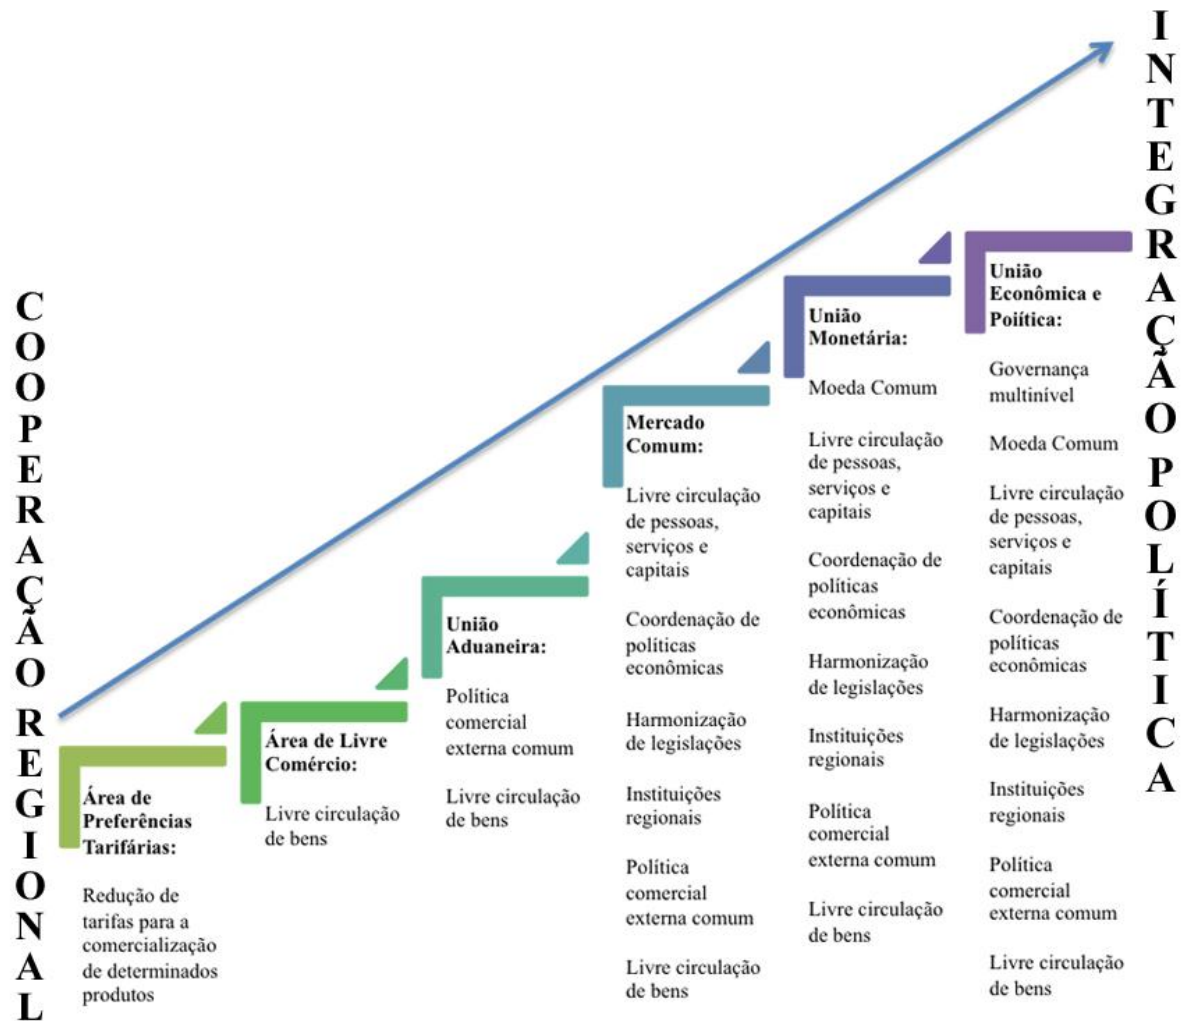 COOPERAÇÃO REGIONAL
Área de
Preferências
Tarifárias:
Redução de
tarifas para a
comercialização
de determinados
produtos
Área de Livre
Comércio:
Livre circulação
de bens
União
Aduaneira:
Política
comercial
externa comum
Livre circulação
de bens
Mercado
Comum:
Livre circulação
de pessoas,
serviços e
capitais
Coordenação de
políticas
econômicas
Harmonização
de legislações
Instituições
regionais
Política
comercial
externa comum
Livre circulação
de bens
União
Monetária:
Moeda Comum
Livre circulação
de pessoas,
serviços e
capitais
Coordenação de
políticas
econômicas
Harmonização
de legislações
Instituições
regionais
Política
comercial
externa comum
Livre circulação
de bens
União
Econômica e
Poiítica:
Governança
multinível
Moeda Comum
Livre circulação
de pessoas,
serviços e
capitais
Coordenação de
políticas
econômicas
Harmonização
de legislações
Instituições
regionais
Política
comercial
externa comum
Livre circulação
de bens
INTEGRAÇÃO POLÍTICA